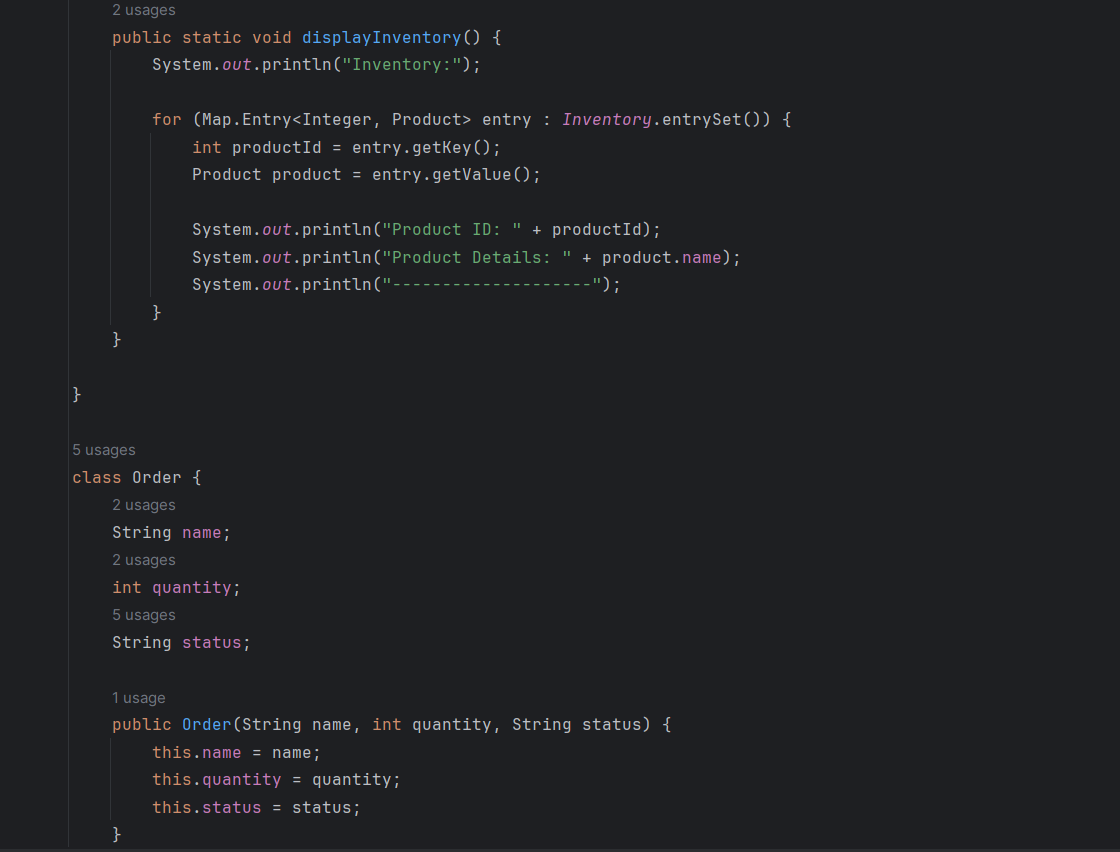 2 usages
public static void displayInventory() {
System.out.println("Inventory:");
for (Map.Entry<Integer, Product> entry : Inventory.entrySet()) {
int productId = entry.getKey();
Product product = entry.getValue();
System.out.println("Product ID: " + productId);
System.out.println("Product Details: " + product.name);
System.out.println("--------------------");
}
}
}
5 usages
class Order {
2 usages
String name;
2 usages
int quantity;
5 usages
String status;
1 usage
public Order(String name, int quantity, String status) {
this.name = name;
this.quantity = quantity;
this.status = status;
}